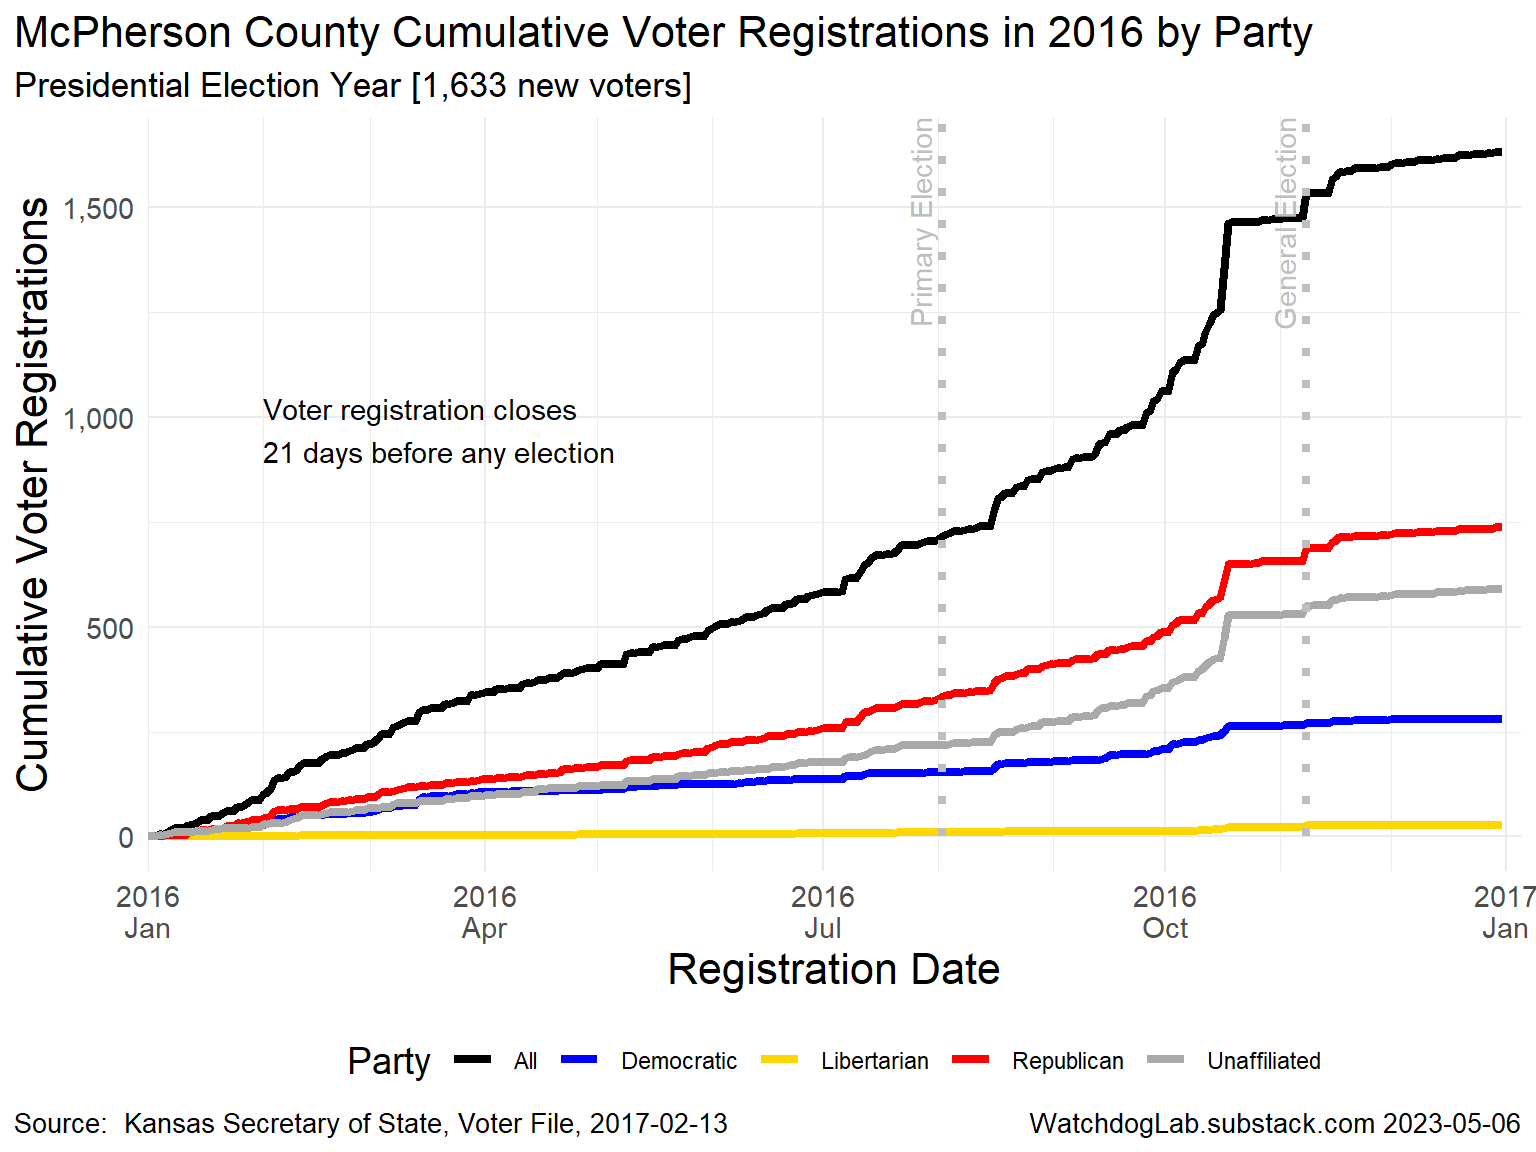 McPherson County Cumulative Voter Registrations in 2016 by Party
Presidential Election Year [1,633 new voters]
Cumulative Voter Registrations
1,500
1,000
500
0
Primary Election
General Election
Voter registration closes
21 days before any election
2016 2016 2016 2016 2017
Jan Apr Jul Oct Jan
Registration Date
Party All Democratic Libertarian Republican Unaffiliated
Source:  Kansas Secretary of State, Voter File, 2017-02-13
WatchdogLab.substack.com 2023-05-06